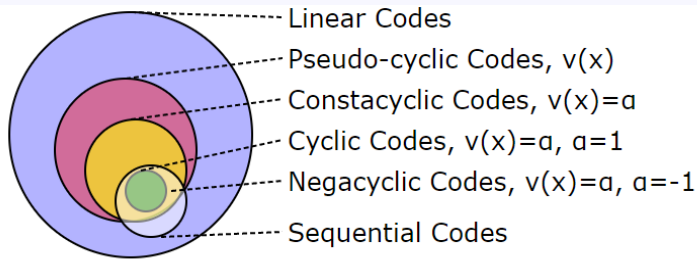 Linear Codes
Pseudo-cyclic Codes, v(x)
Constacyclic Codes, v(x)=α
Cyclic Codes, v(x)=α, α=1
Negacyclic Codes, v(x)=α, α=-1
Sequential Codes